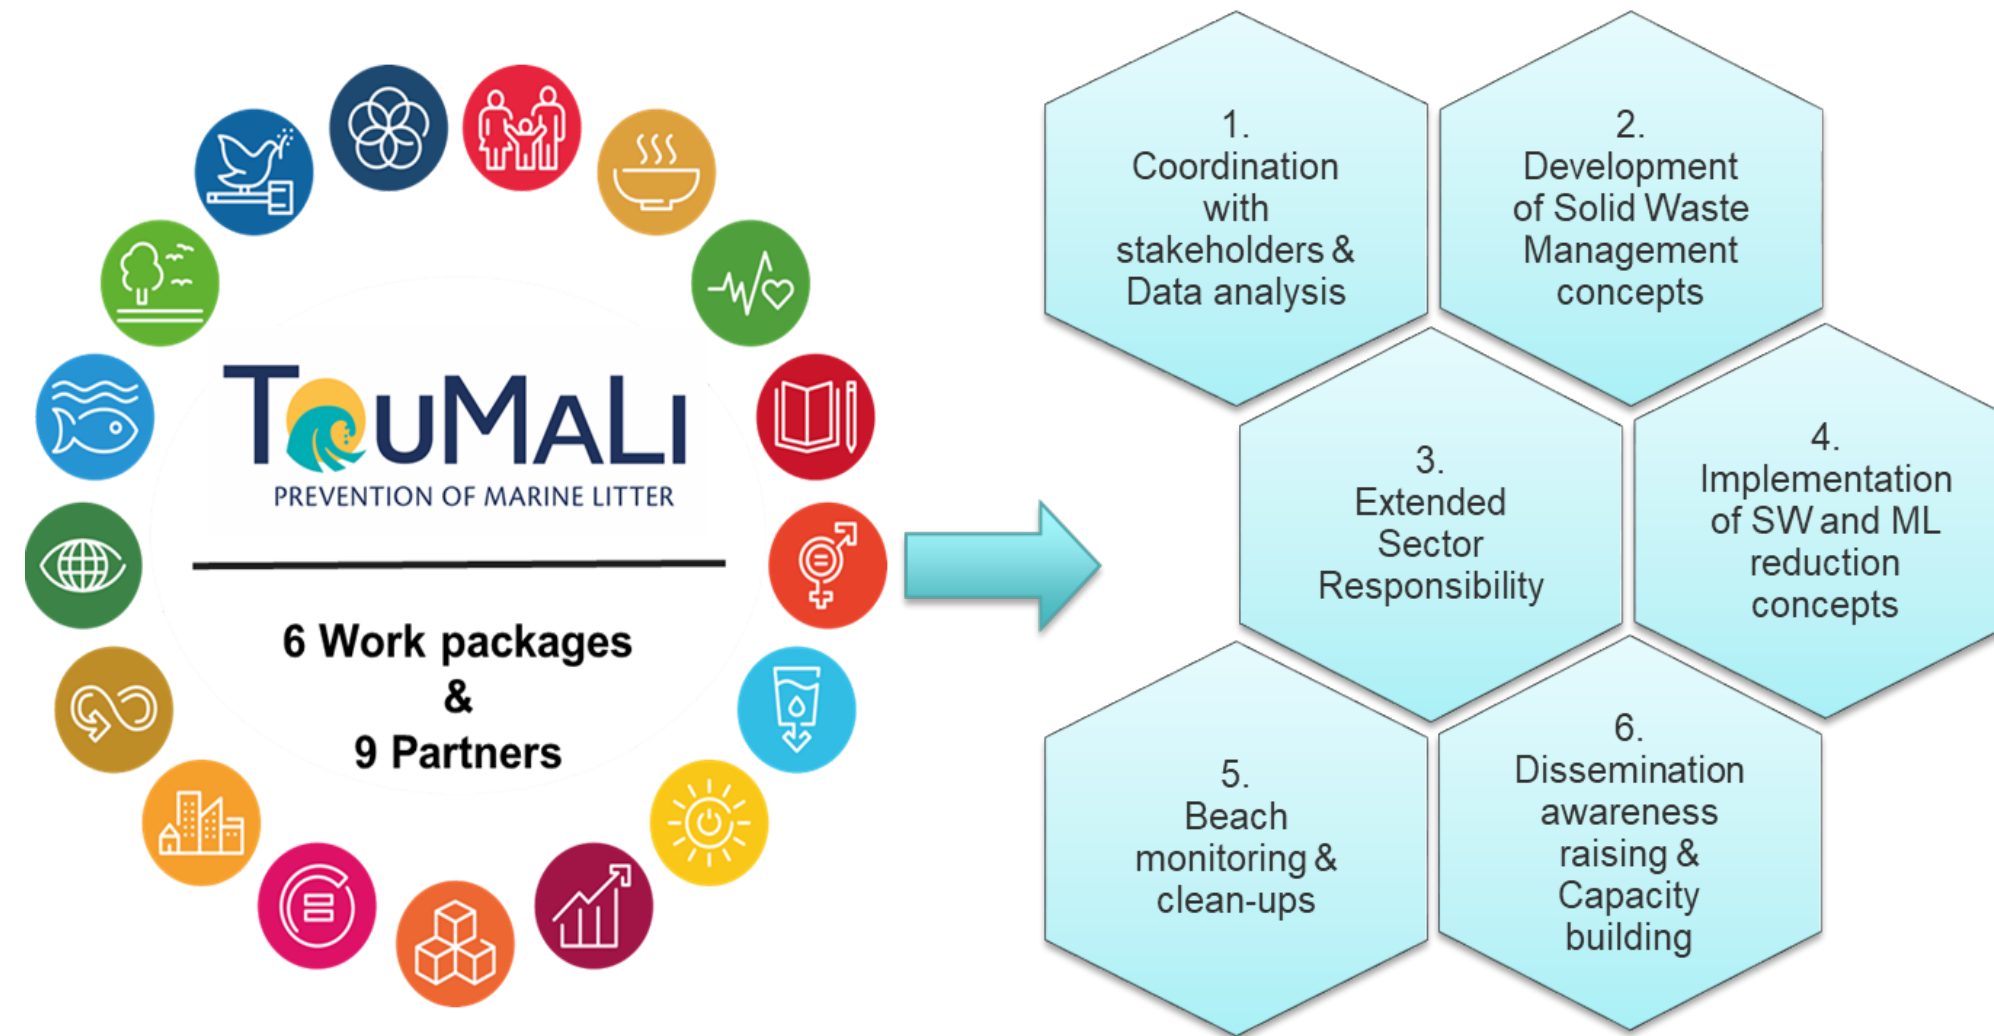 TouMaLi
PREVENTION OF MARINE LITTER
6 Work packages
&
9 Partners
1.
Coordination
with
stakeholders &
Data analysis
2.
Development
of Solid Waste
Management
concepts
3.
Extended
Sector
Responsibility
4.
Implementation
of SW and ML
reduction
concepts
5.
Beach
monitoring &
clean-ups
6.
Dissemination
awareness
raising &
Capacity
building